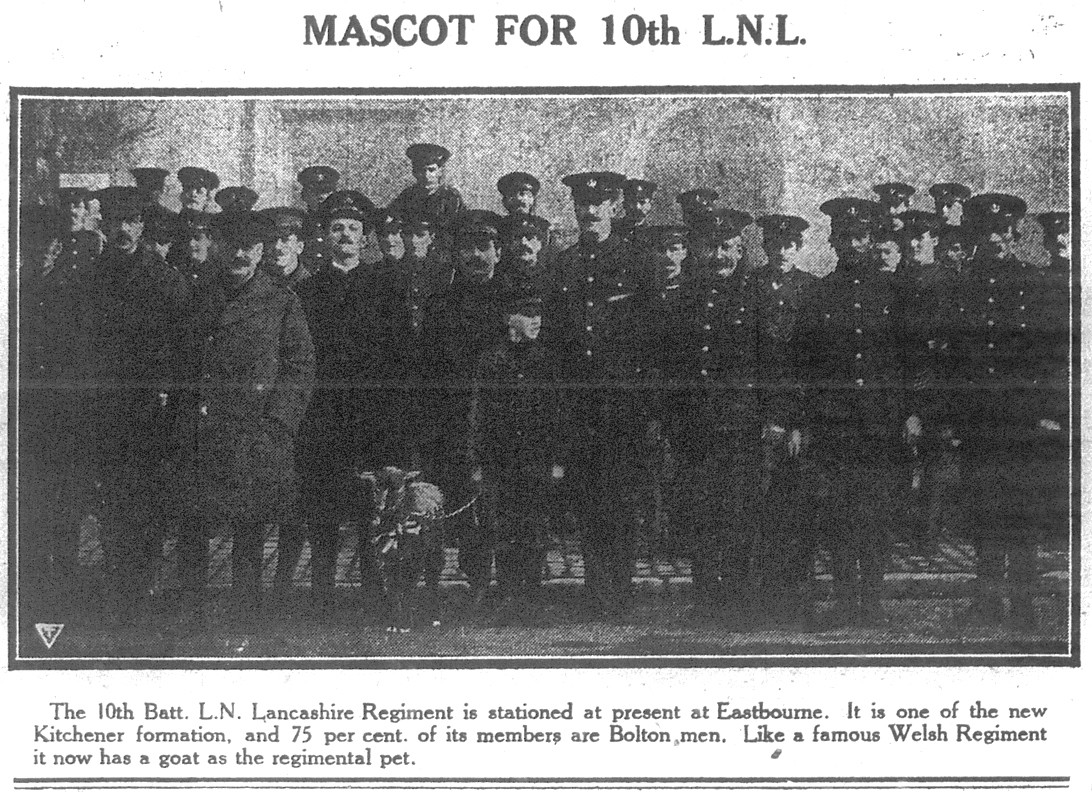 MASCOT FOR 10th L.N.L.
T
The 10th Batt. L.N. Lancashire Regiment is stationed at present at Eastbourne. It is one of the new
Kitchener formation, and 75 per cent. of its members are Bolton men. Like a famous Welsh Regiment
it now has a goat as the regimental pet.